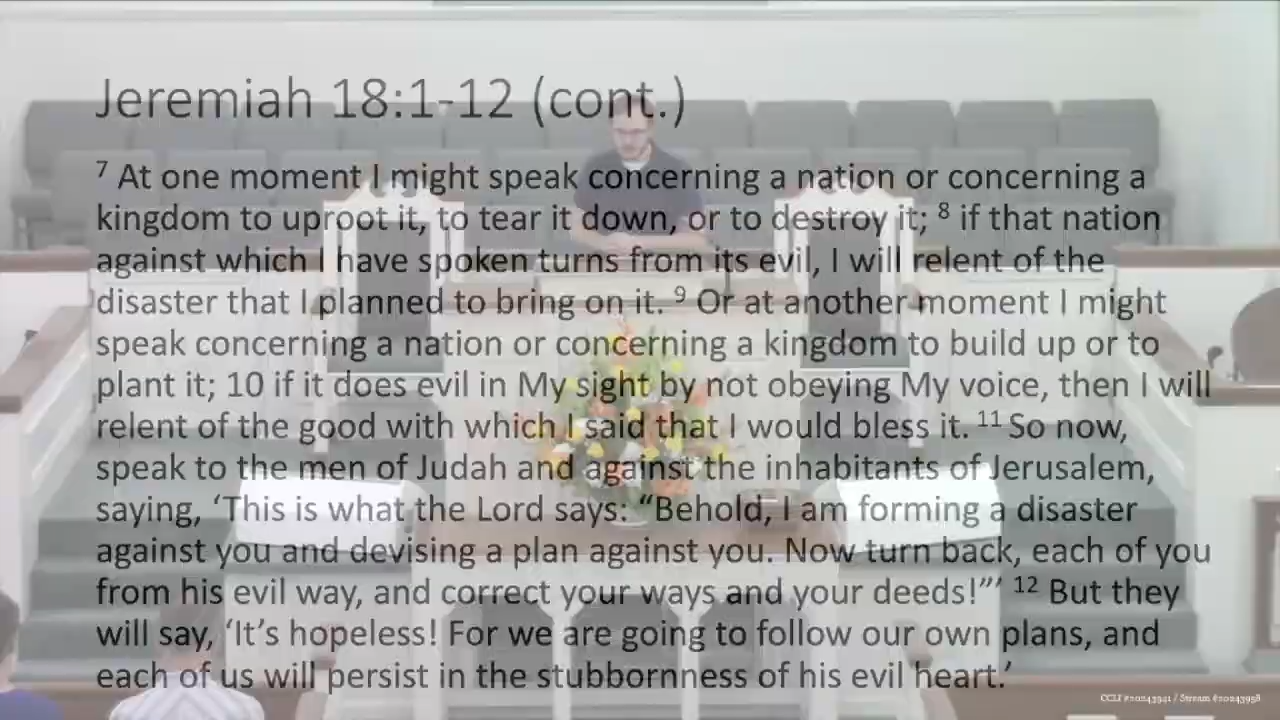 Jeremiah 18:1-12 (cont.)
⁷ At one moment I might speak concerning a nation or concerning a
kingdom to uproot it, to tear it down, or to destroy it; ⁸ if that nation
against which I have spoken turns from its evil, I will relent of the
disaster that I planned to bring on it. ⁹ Or at another moment I might
speak concerning a nation or concerning a kingdom to build up or to
plant it; 10 if it does evil in My sight by not obeying My voice, then I will
relent of the good with which I said that I would bless it. ¹¹ So now,
speak to the men of Judah and against the inhabitants of Jerusalem,
saying, ‘This is what the Lord says: “Behold, I am forming a disaster
against you and devising a plan against you. Now turn back, each of you
from his evil way, and correct your ways and your deeds!”’ ¹² But they
will say, ‘It’s hopeless! For we are going to follow our own plans, and
each of us will persist in the stubbornness of his evil heart.’
CCLI #20243941 / Stream #20243958